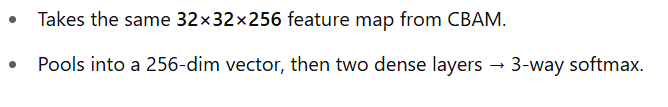 • Takes the same 32×32×256 feature map from CBAM.
• Pools into a 256-dim vector, then two dense layers → 3-way softmax.